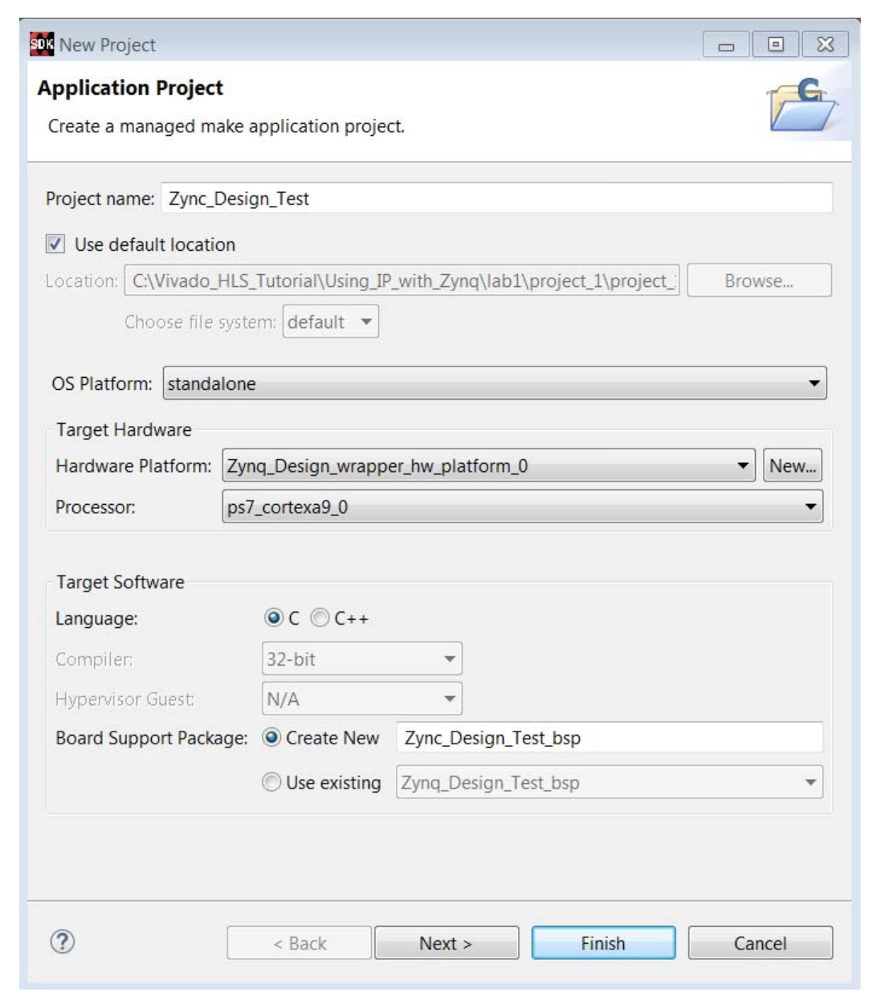 SDK New Project
Application Project
Create a managed make application project.
Project name: Zync_Design_Test
Use default location
Location: C:\Vivado_HLS_Tutorial\Using_IP_with_Zynq\lab1\project_1\project_ Browse...
Choose file system: default
OS Platform: standalone
Target Hardware
Hardware Platform: Zynq_Design_wrapper_hw_platform_0 New...
Processor: ps7_cortexa9_0
Target Software
Language: C C++
Compiler: 32-bit
Hypervisor Guest: N/A
Board Support Package: Create New Zync_Design_Test_bsp
Use existing Zynq_Design_Test_bsp
? < Back Next > Finish Cancel